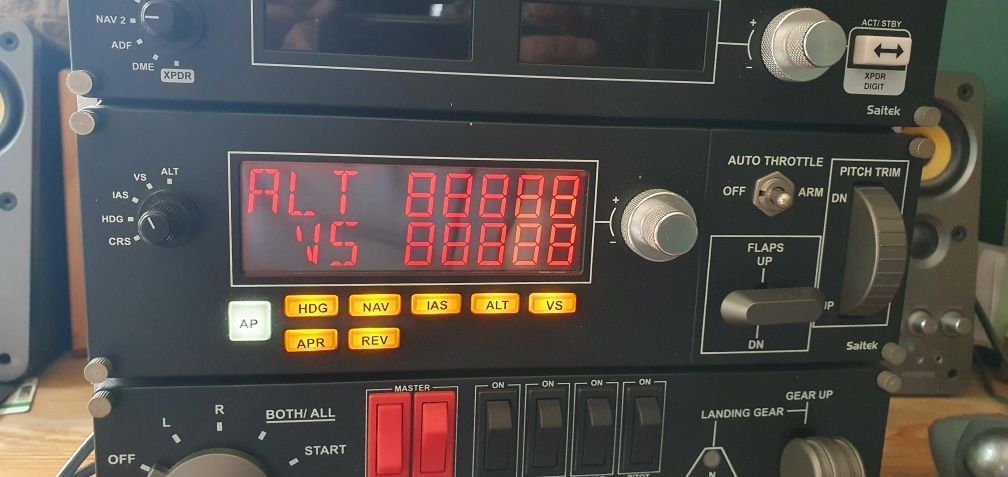 NAV 2
ADF
DME
XPDR
+
-
ACT/ STBY
XPDR
DIGIT
Saitek
ALT
VS
IAS
HDG
CRS
ALT 88888
VS 88888
+
-
AUTO THROTTLE
OFF
ARM
PITCH TRIM
DN
UP
FLAPS
UP
DN
Saitek
AP
HDG
NAV
IAS
ALT
VS
APR
REV
OFF
L
R
BOTH/ ALL
START
MASTER
ON
ON
ON
ON
LANDING GEAR
GEAR UP
N